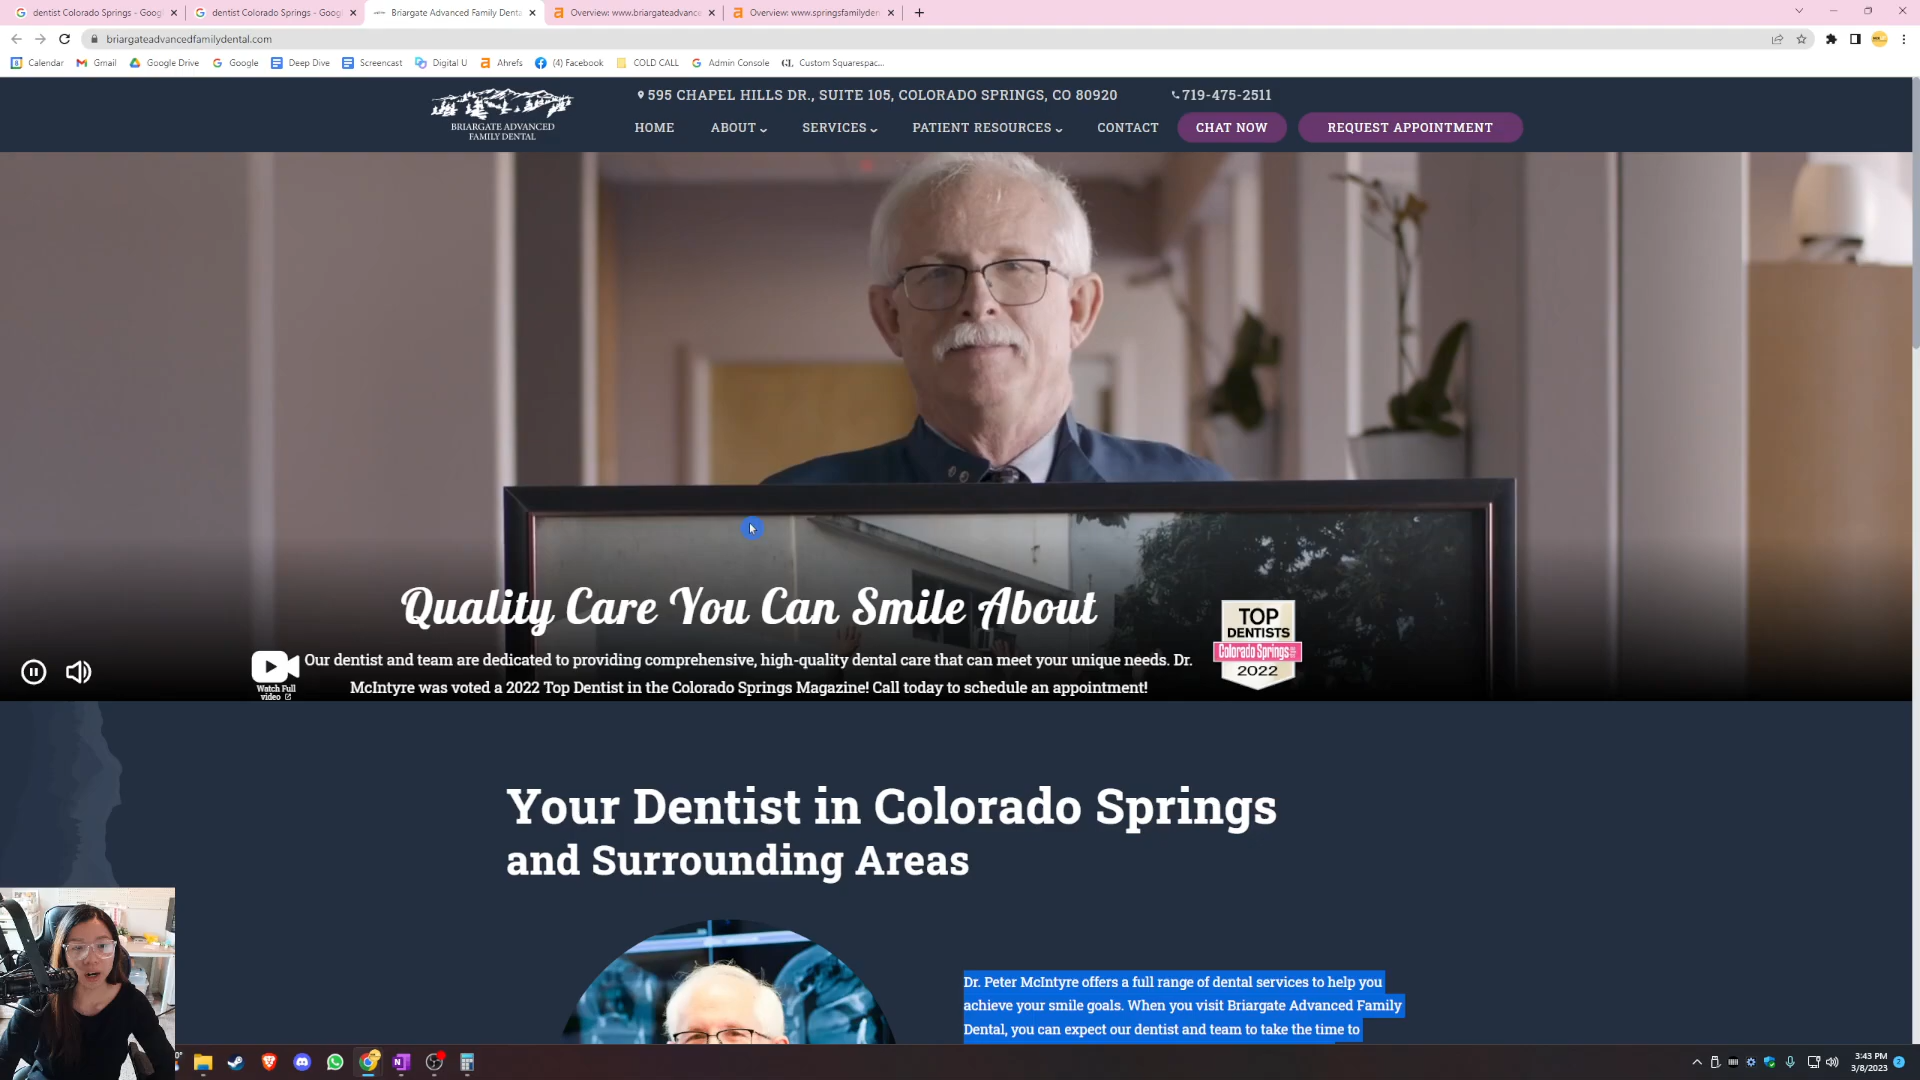 dentist Colorado Springs - Goog
dentist Colorado Springs - Goog
Briargate Advanced Family Denta
Overview: www.briargateadvance
Overview: www.springsfamilyden
briargateadvancedfamilydental.com
Calendar
Gmail
Google Drive
Google
Deep Dive
Screencast
Digital U
Ahrefs
(4) Facebook
COLD CALL
Admin Console
Custom Squarespac...
BRIARGATE ADVANCED
FAMILY DENTAL
595 CHAPEL HILLS DR., SUITE 105, COLORADO SPRINGS, CO 80920
719-475-2511
HOME
ABOUT
SERVICES
PATIENT RESOURCES
CONTACT
CHAT NOW
REQUEST APPOINTMENT
Quality Care You Can Smile About
TOP
DENTISTS
Colorado Springs
2022
Watch Full
video
Our dentist and team are dedicated to providing comprehensive, high-quality dental care that can meet your unique needs. Dr.
McIntyre was voted a 2022 Top Dentist in the Colorado Springs Magazine! Call today to schedule an appointment!
Your Dentist in Colorado Springs
and Surrounding Areas
Dr. Peter McIntyre offers a full range of dental services to help you
achieve your smile goals. When you visit Briargate Advanced Family
Dental, you can expect our dentist and team to take the time to
3:43 PM
3/8/2023
2